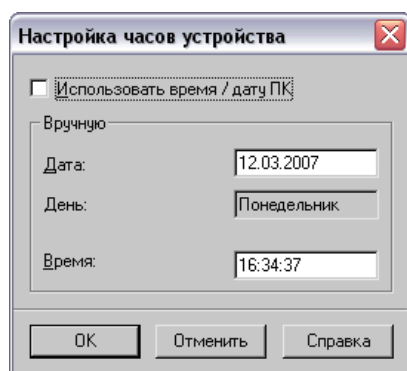 Настройка часов устройства
Использовать время / дату ПК
Вручную
Дата: 12.03.2007
День: Понедельник
Время: 16:34:37
OK Отменить Справка